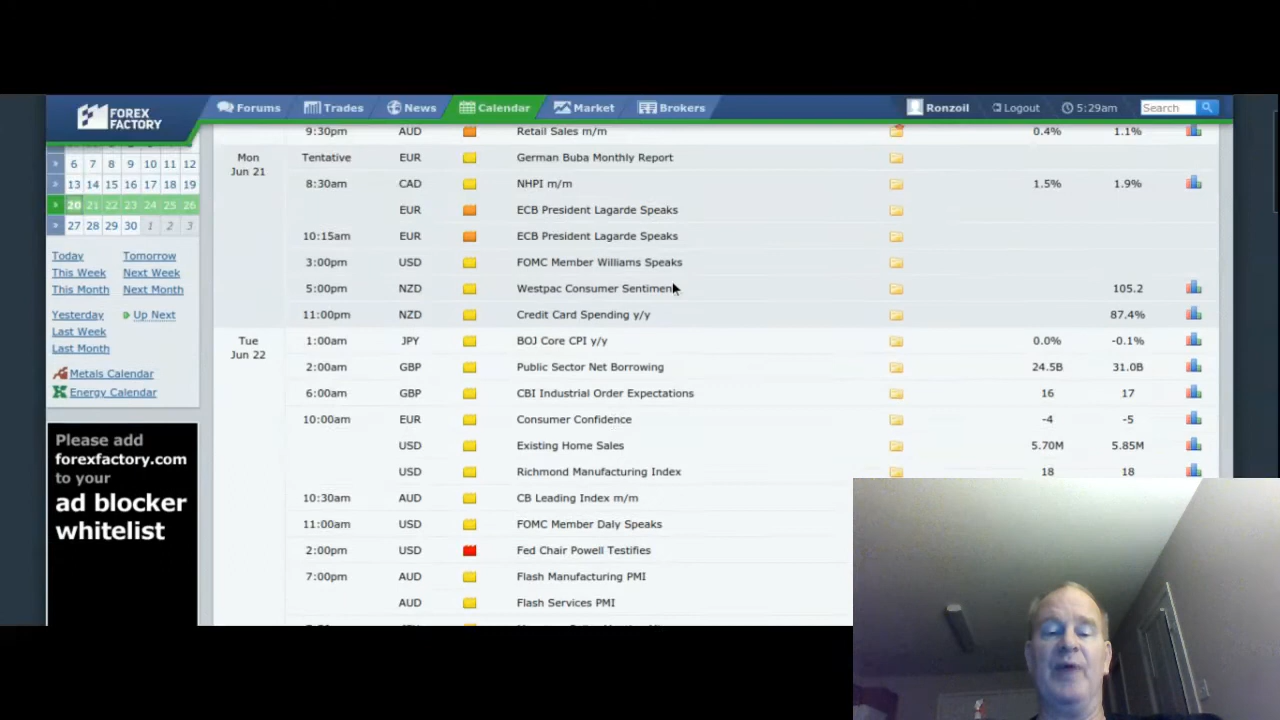 FOREX FACTORY
Forums Trades News Calendar Market Brokers Ronzoil Logout 5:29am Search
9:30pm AUD Retail Sales m/m 0.4% 1.1%
6 7 8 9 10 11 12
13 14 15 16 17 18 19
20 21 22 23 24 25 26
27 28 29 30 1 2 3
Today Tomorrow
This Week Next Week
This Month Next Month
Yesterday Up Next
Last Week
Last Month
Metals Calendar
Energy Calendar
Please add
forexfactory.com
to your
ad blocker
whitelist
Mon Jun 21
Tentative EUR German Buba Monthly Report
8:30am CAD NHPI m/m 1.5% 1.9%
EUR ECB President Lagarde Speaks
10:15am EUR ECB President Lagarde Speaks
3:00pm USD FOMC Member Williams Speaks
5:00pm NZD Westpac Consumer Sentiment 105.2
11:00pm NZD Credit Card Spending y/y 87.4%
Tue Jun 22
1:00am JPY BOJ Core CPI y/y 0.0% -0.1%
2:00am GBP Public Sector Net Borrowing 24.5B 31.0B
6:00am GBP CBI Industrial Order Expectations 16 17
10:00am EUR Consumer Confidence -4 -5
USD Existing Home Sales 5.70M 5.85M
USD Richmond Manufacturing Index 18 18
10:30am AUD CB Leading Index m/m
11:00am USD FOMC Member Daly Speaks
2:00pm USD Fed Chair Powell Testifies
7:00pm AUD Flash Manufacturing PMI
AUD Flash Services PMI